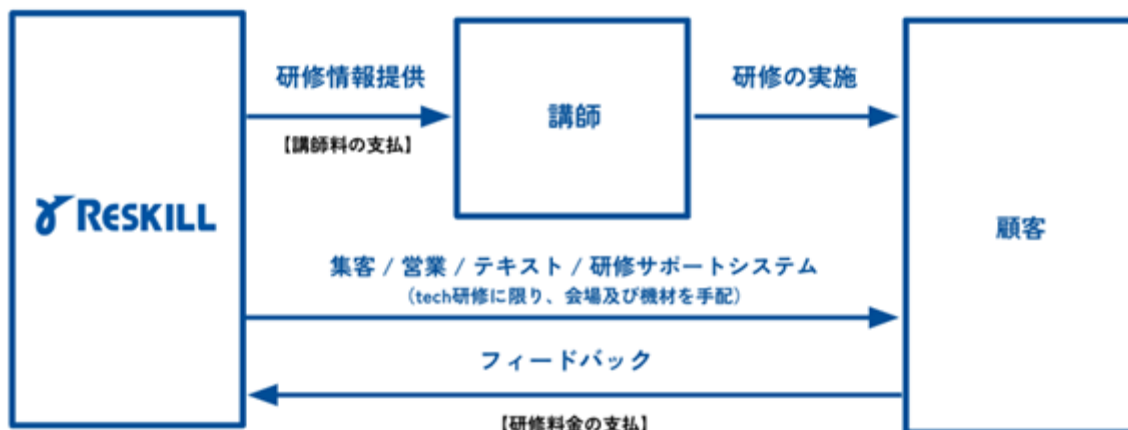 研修情報提供
【講師料の支払】
講師
研修の実施
RESKILL
顧客
集客 / 営業 / テキスト / 研修サポートシステム
（tech研修に限り、会場及び機材を手配）
フィードバック
【研修料金の支払】